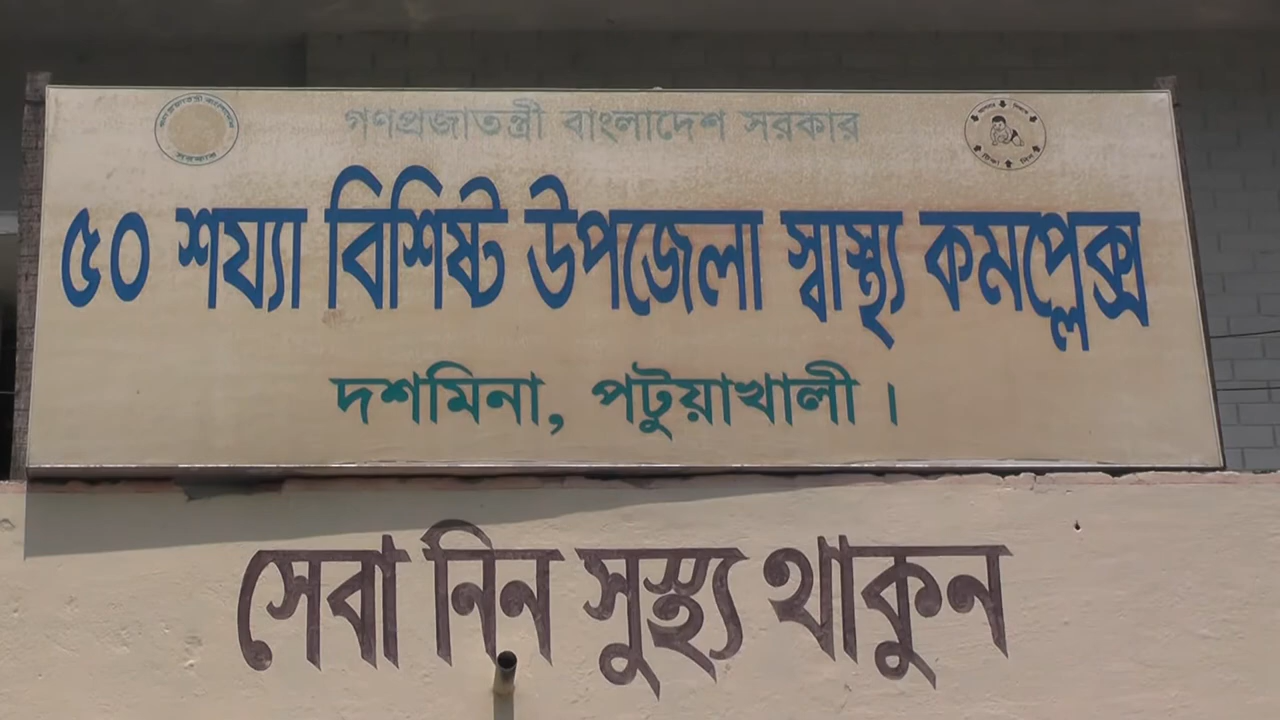 গণপ্রজাতন্ত্রী বাংলাদেশ সরকার
৫০ শয্যা বিশিষ্ট উপজেলা স্বাস্থ্য কমপ্লেক্স
দশমিনা, পটুয়াখালী।
সেবা নিন সুস্থ্য থাকুন